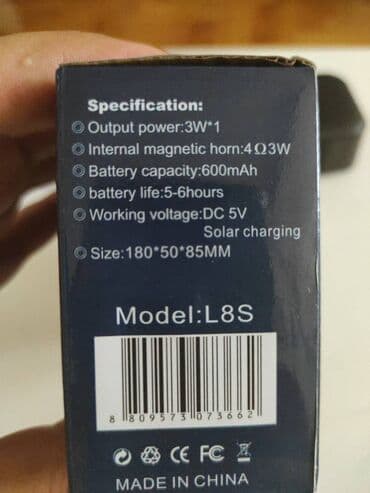 Specification:
Output power:3W*1
Internal magnetic horn:4Ω3W
Battery capacity:600mAh
battery life:5-6hours
Working voltage:DC 5V
Solar charging
Size:180*50*85MM
Model:L8S
8 809573 073662
CE FC
MADE IN CHINA